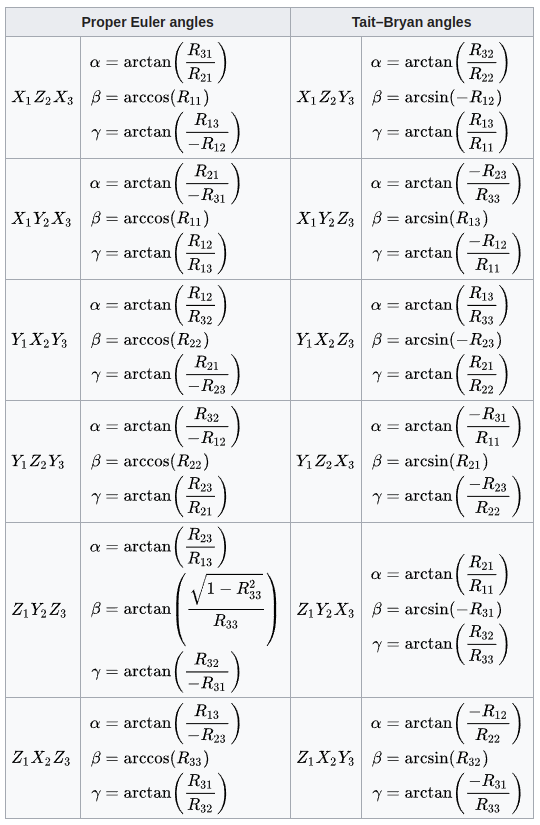 Proper Euler angles Tait–Bryan angles
X₁Z₂X₃ α = arctan(R₃₁/R₂₁) X₁Z₂Y₃ α = arctan(R₃₂/R₂₂)
β = arccos(R₁₁) β = arcsin(−R₁₂)
γ = arctan(R₁₃/−R₁₂) γ = arctan(R₁₃/R₁₁)
X₁Y₂X₃ α = arctan(R₂₁/−R₃₁) X₁Y₂Z₃ α = arctan(−R₂₃/R₃₃)
β = arccos(R₁₁) β = arcsin(R₁₃)
γ = arctan(R₁₂/R₁₃) γ = arctan(−R₁₂/R₁₁)
Y₁X₂Y₃ α = arctan(R₁₂/R₃₂) Y₁X₂Z₃ α = arctan(R₁₃/R₃₃)
β = arccos(R₂₂) β = arcsin(−R₂₃)
γ = arctan(R₂₁/−R₂₃) γ = arctan(R₂₁/R₂₂)
Y₁Z₂Y₃ α = arctan(R₃₂/−R₁₂) Y₁Z₂X₃ α = arctan(−R₃₁/R₁₁)
β = arccos(R₂₂) β = arcsin(R₂₁)
γ = arctan(R₂₃/R₂₁) γ = arctan(−R₂₃/R₂₂)
Z₁Y₂Z₃ α = arctan(R₂₃/R₁₃) Z₁Y₂X₃ α = arctan(R₂₁/R₁₁)
β = arctan(√(1 − R₃₃²)/R₃₃) β = arcsin(−R₃₁)
γ = arctan(R₃₂/−R₃₁) γ = arctan(R₃₂/R₃₃)
Z₁X₂Z₃ α = arctan(R₁₃/−R₂₃) Z₁X₂Y₃ α = arctan(−R₁₂/R₂₂)
β = arccos(R₃₃) β = arcsin(R₃₂)
γ = arctan(R₃₁/R₃₂) γ = arctan(−R₃₁/R₃₃)